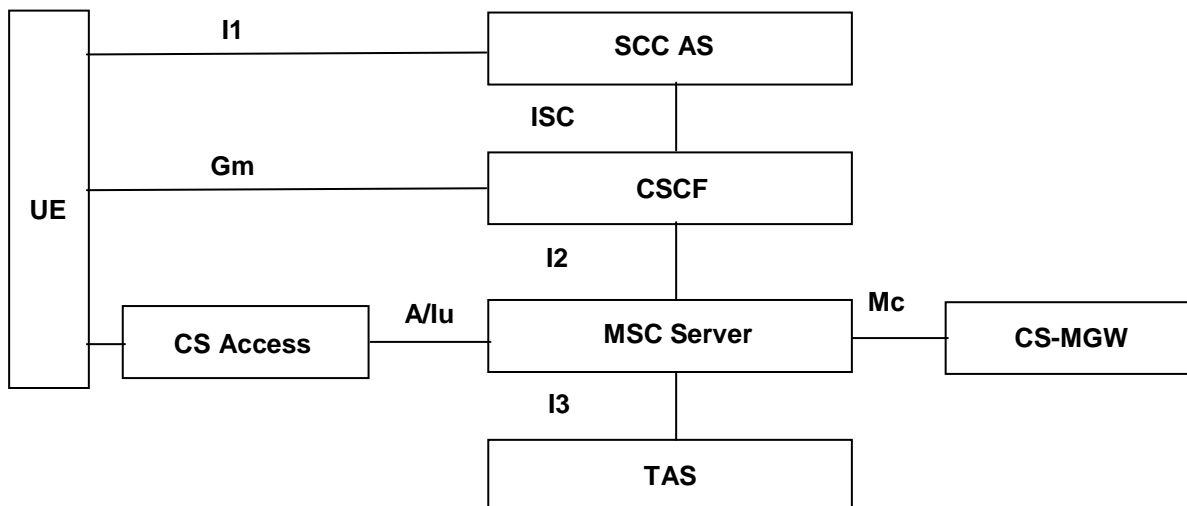 I1
SCC AS
ISC
Gm
CSCF
UE
I2
A/Iu
Mc
CS Access
MSC Server
CS-MGW
I3
TAS